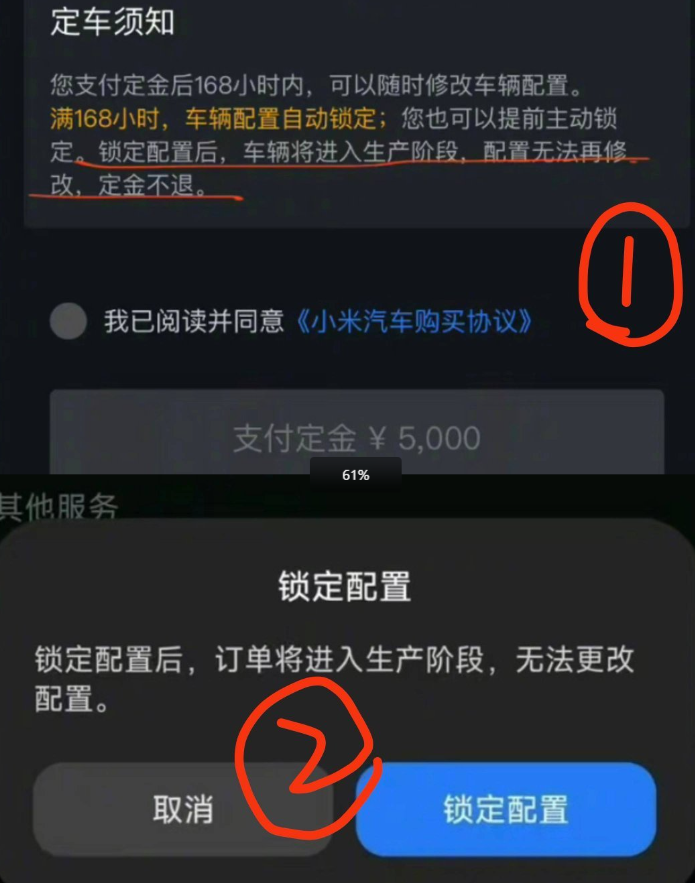 定车须知
您支付定金后168小时内，可以随时修改车辆配置。
满168小时，车辆配置自动锁定；您也可以提前主动锁
定。锁定配置后，车辆将进入生产阶段，配置无法再修
改，定金不退。
1
我已阅读并同意《小米汽车购买协议》
支付定金 ¥ 5,000
61%
其他服务
锁定配置
锁定配置后，订单将进入生产阶段，无法更改
配置。
2
取消
锁定配置